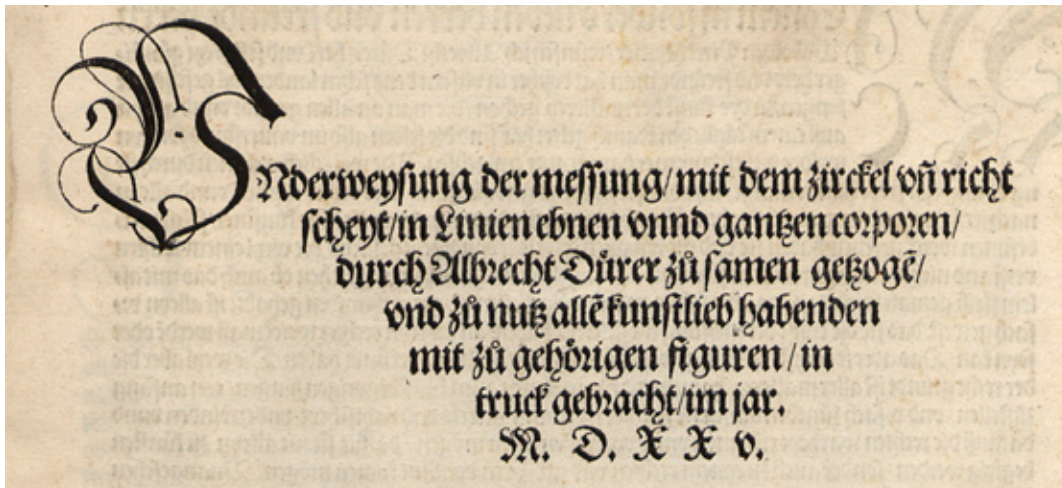 VNderweysung der messung/ mit dem zirckel vñ richt
scheyt/ in Linien ebnen vnnd gantzen corporen/
durch Albrecht Dürer zů samen getzogẽ/
vnd zů nutz allẽ kunstlieb habenden
mit zů gehörigen figuren/ in
truck gebracht/ im jar.
M. D. X X v.